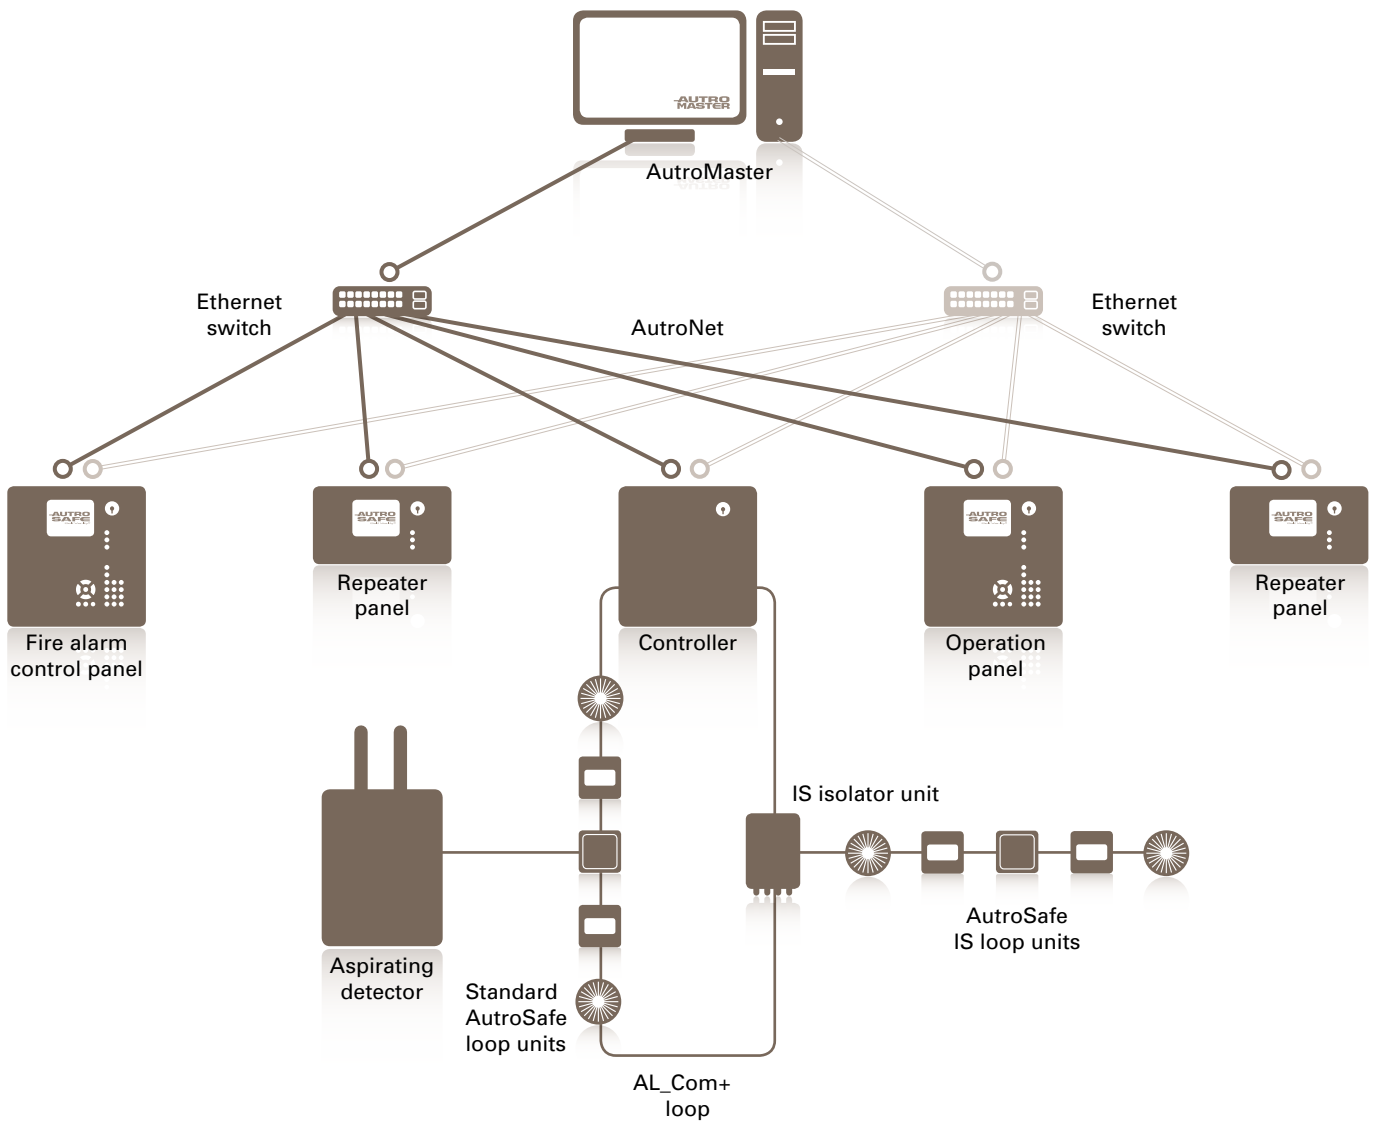 AUTRO
MASTER
AutroMaster
Ethernet
switch
AutroNet
Ethernet
switch
AUTRO
SAFE
AUTRO
SAFE
AUTRO
SAFE
AUTRO
SAFE
Repeater
panel
Repeater
panel
Fire alarm
control panel
Controller
Operation
panel
IS isolator unit
AutroSafe
IS loop units
Aspirating
detector
Standard
AutroSafe
loop units
AL_Com+
loop